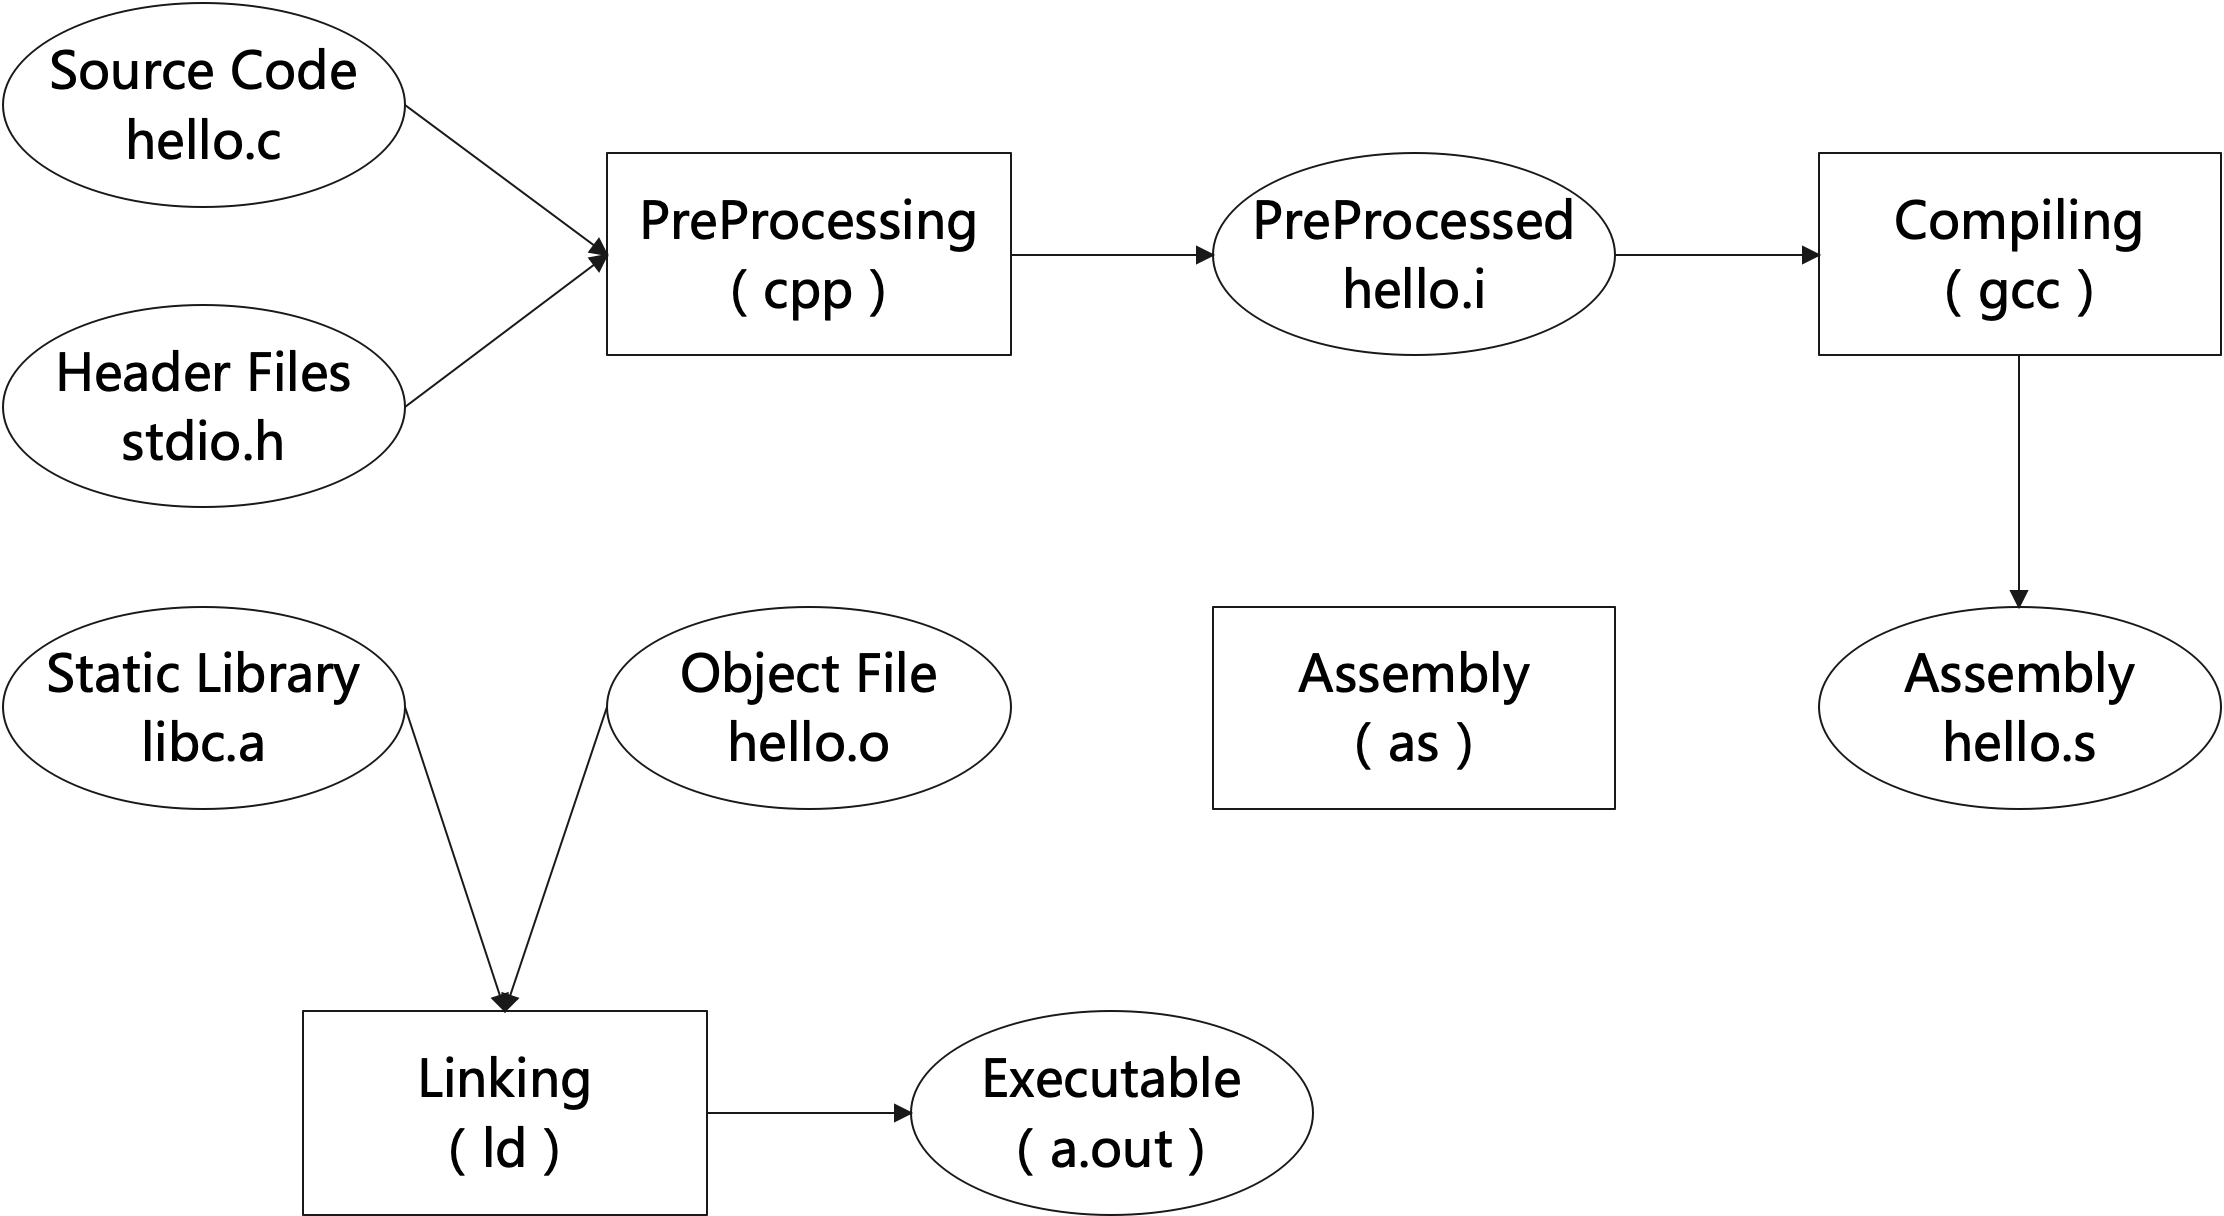 Source Code
hello.c
Header Files
stdio.h
PreProcessing
( cpp )
PreProcessed
hello.i
Compiling
( gcc )
Static Library
libc.a
Object File
hello.o
Assembly
( as )
Assembly
hello.s
Linking
( ld )
Executable
( a.out )